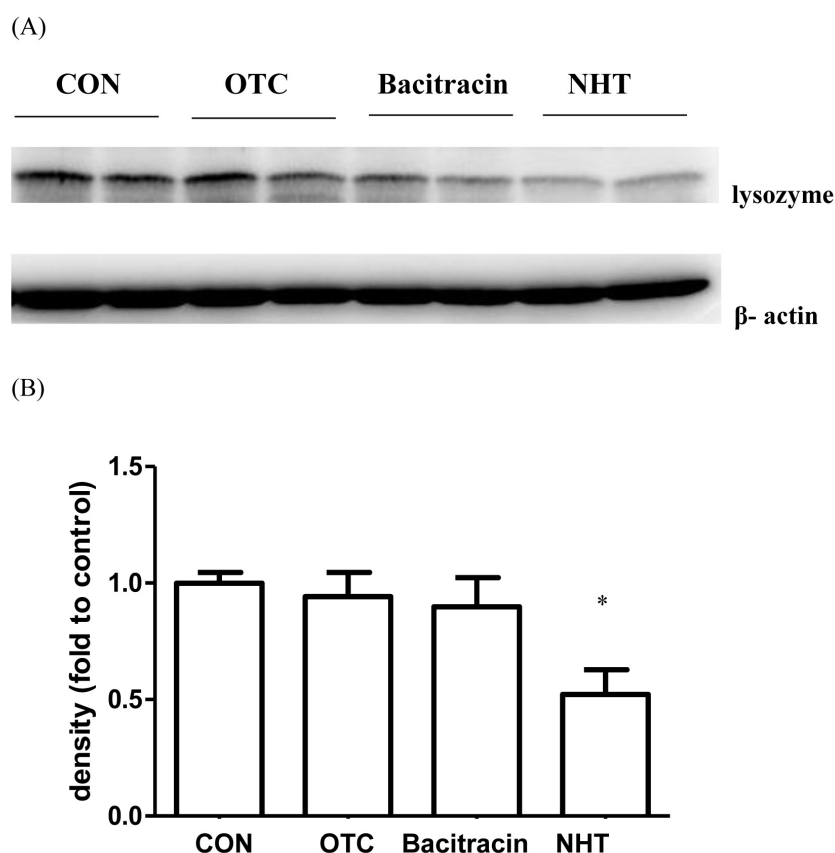 (A)
CON OTC Bacitracin NHT
lysozyme
β- actin
(B)
density (fold to control)
1.5
1.0
0.5
0.0
*
CON OTC Bacitracin NHT